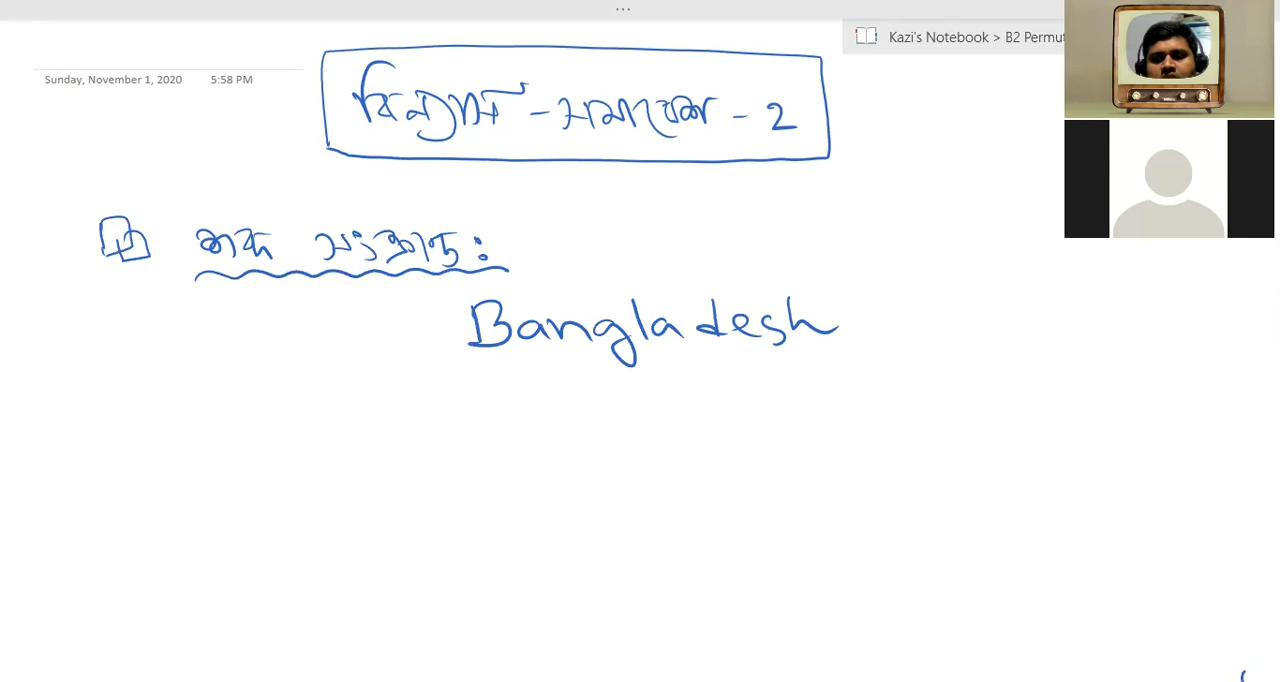 ...
Kazi's Notebook > B2 Permut
Sunday, November 1, 2020 5:58 PM
বিন্যাস - সমাবেশ - 2
শব্দ সংক্রান্ত :
Bangladesh